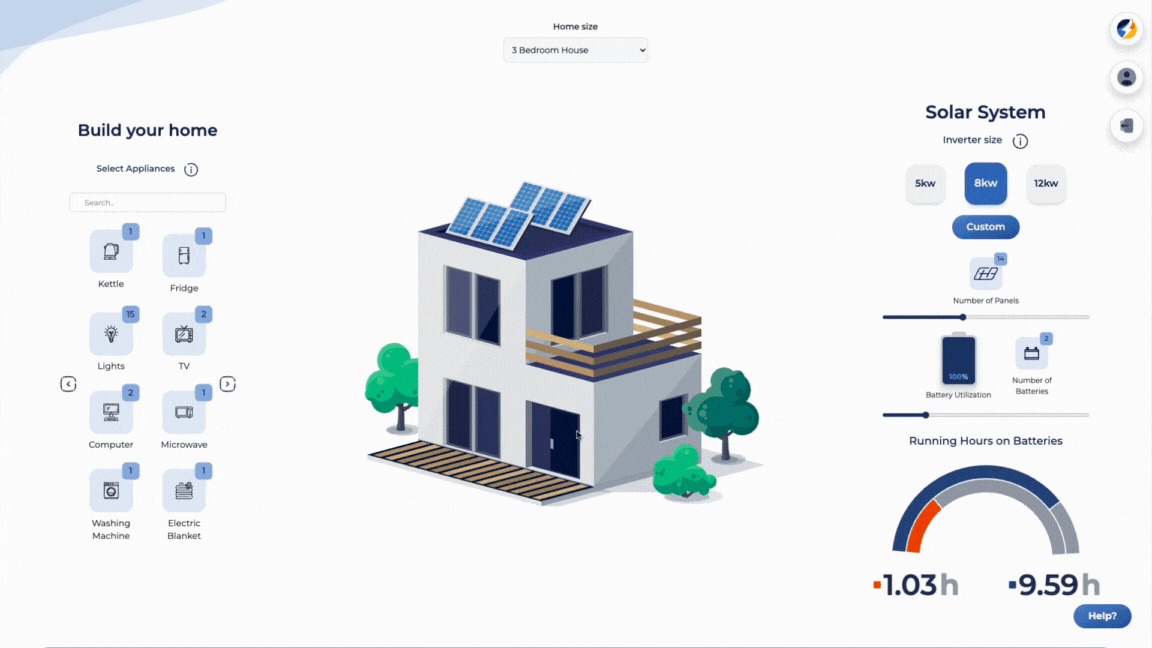 Home size
3 Bedroom House
Build your home
Select Appliances
Search..
1
Kettle
1
Fridge
15
Lights
2
TV
2
Computer
1
Microwave
1
Washing
Machine
1
Electric
Blanket
Solar System
Inverter size
5kw
8kw
12kw
Custom
14
Number of Panels
100%
Battery Utilization
2
Number of
Batteries
Running Hours on Batteries
1.03h
9.59h
Help?